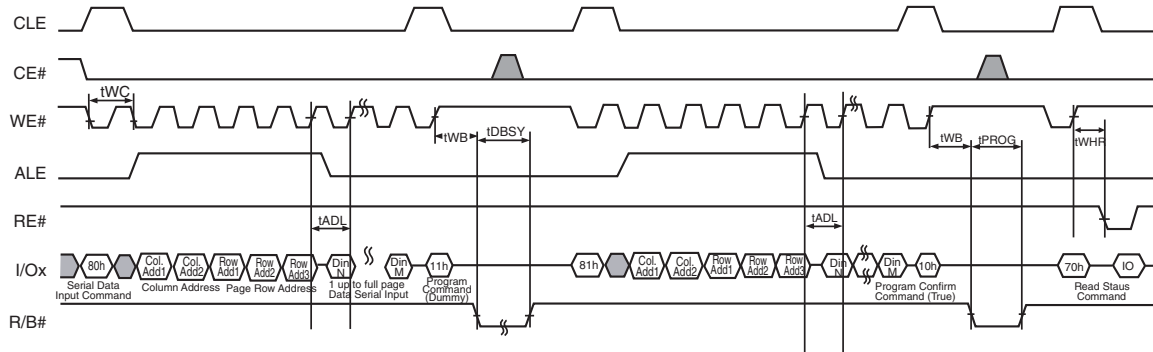 CLE
CE#
tWC
WE#
tWB
tDBSY
tWB
tPROG
tWHR
ALE
RE#
tADL
tADL
I/Ox
80h
Col. Add1
Col. Add2
Row Add1
Row Add2
Row Add3
Din N
Din M
11h
81h
Col. Add1
Col. Add2
Row Add1
Row Add2
Row Add3
Din N
Din M
10h
70h
IO
Serial Data
Input Command
Column Address
Page Row Address
1 up to full page
Data Serial Input
Program
Command
(Dummy)
Program Confirm
Command (True)
Read Staus
Command
R/B#